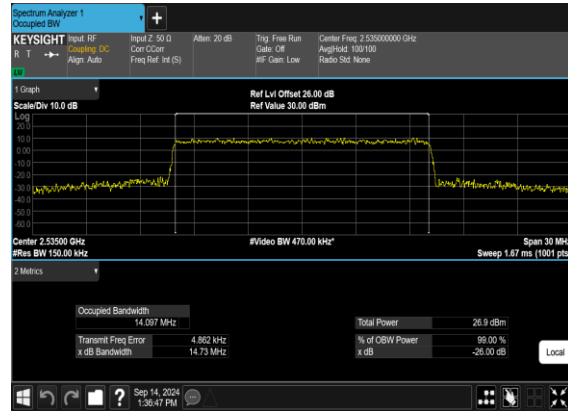 Spectrum Analyzer 1
Occupied BW
KEYSIGHT
R T
Input: RF
Coupling: DC
Align: Auto
Input Z: 50 Ω
Corr CCorr
Freq Ref: Int (S)
Atten: 20 dB
Trig: Free Run
Gate: Off
#IF Gain: Low
Center Freq: 2.535000000 GHz
Avg|Hold: 100/100
Radio Std: None
1 Graph
Scale/Div 10.0 dB
Ref Lvl Offset 26.00 dB
Ref Value 30.00 dBm
Log
20.0
10.0
0.00
-10.0
-20.0
-30.0
-40.0
-50.0
-60.0
Center 2.53500 GHz
#Res BW 150.00 kHz
#Video BW 470.00 kHz*
Span 30 MHz
Sweep 1.67 ms (1001 pts
2 Metrics
Occupied Bandwidth
14.097 MHz
Transmit Freq Error 4.862 kHz
x dB Bandwidth 14.73 MHz
Total Power 26.9 dBm
% of OBW Power 99.00 %
x dB -26.00 dB
Local
?
Sep 14, 2024
1:36:47 PM